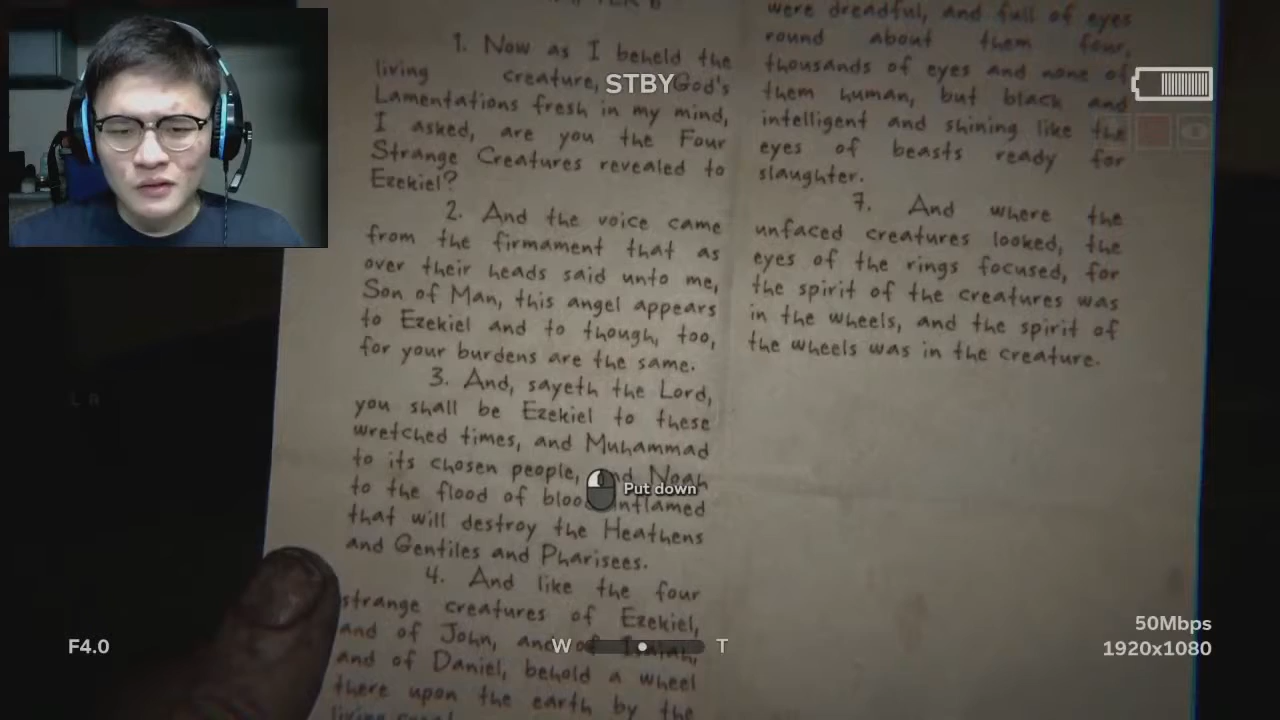 1. Now as I beheld the
living creature, God's
Lamentations fresh in my mind,
I asked, are you the Four
Strange Creatures revealed to
Ezekiel?
2. And the voice came
from the firmament that as
over their heads said unto me,
Son of Man, this angel appears
to Ezekiel and to though, too,
for your burdens are the same.
3. And, sayeth the Lord,
you shall be Ezekiel to these
wretched times, and Muhammad
to its chosen people, and Noah
to the flood of blood inflamed
that will destroy the Heathens
and Gentiles and Pharisees.
4. And like the four
strange creatures of Ezekiel,
and of John, and of Isaiah,
and of Daniel, behold a wheel
there upon the earth by the
living
were dreadful, and full of eyes
round about them four,
thousands of eyes and none of
them human, but black and
intelligent and shining like the
eyes of beasts ready for
slaughter.
7. And where the
unfaced creatures looked, the
eyes of the rings focused, for
the spirit of the creatures was
in the wheels, and the spirit of
the wheels was in the creature.
STBY
Put down
F4.0
W T
50Mbps
1920x1080